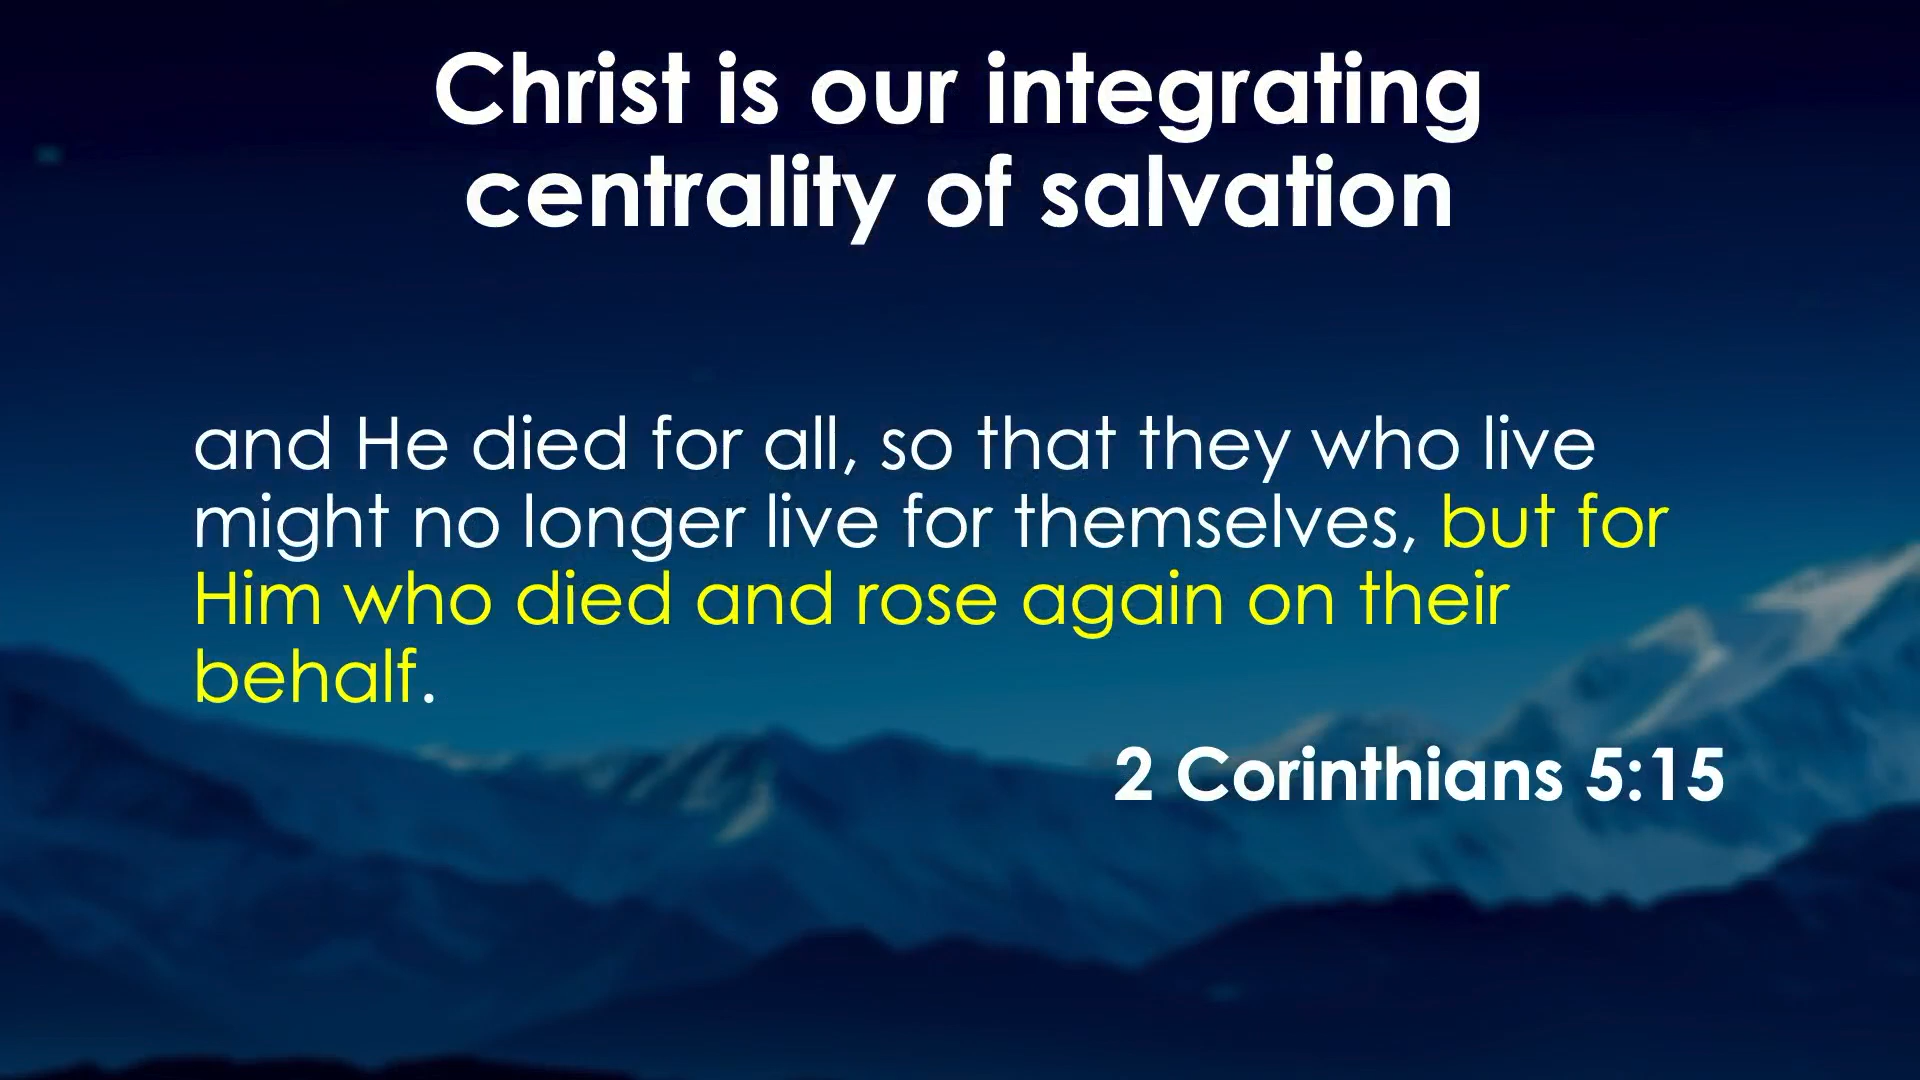 Christ is our integrating
centrality of salvation
and He died for all, so that they who live
might no longer live for themselves, but for
Him who died and rose again on their
behalf.
2 Corinthians 5:15